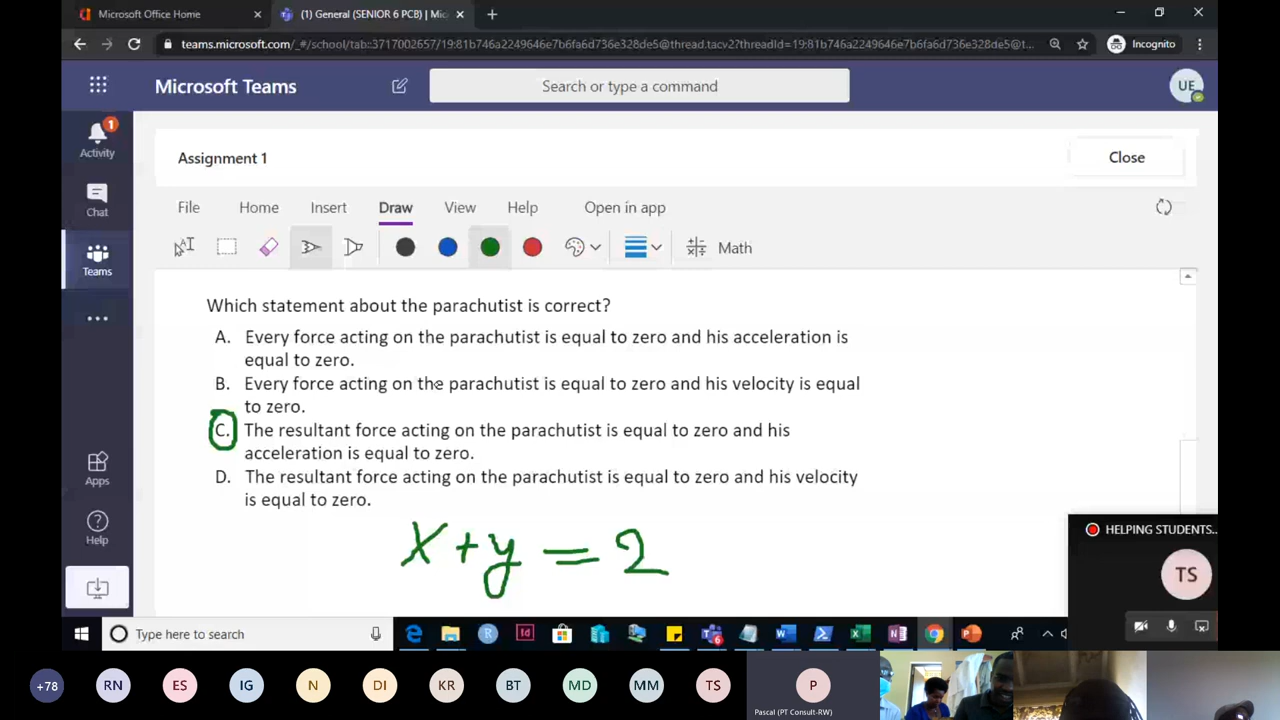 Microsoft Office Home
(1) General (SENIOR 6 PCB) | Mic
teams.microsoft.com/_#/school/tab::3717002657/19:81b746a2249646e7b6fa6d736e328de5@thread.tacv2?threadId=19:81b746a2249646e7b6fa6d736e328de5@t...
Incognito
Microsoft Teams
Search or type a command
UE
1
Activity
Chat
Teams
Apps
Help
Assignment 1
Close
File Home Insert Draw View Help Open in app
Math
Which statement about the parachutist is correct?
A. Every force acting on the parachutist is equal to zero and his acceleration is
equal to zero.
B. Every force acting on the parachutist is equal to zero and his velocity is equal
to zero.
C. The resultant force acting on the parachutist is equal to zero and his
acceleration is equal to zero.
D. The resultant force acting on the parachutist is equal to zero and his velocity
is equal to zero.
x+y = 2
HELPING STUDENTS...
TS
Type here to search
+78 RN ES IG N DI KR BT MD MM TS P
Pascal (PT Consult-RW)